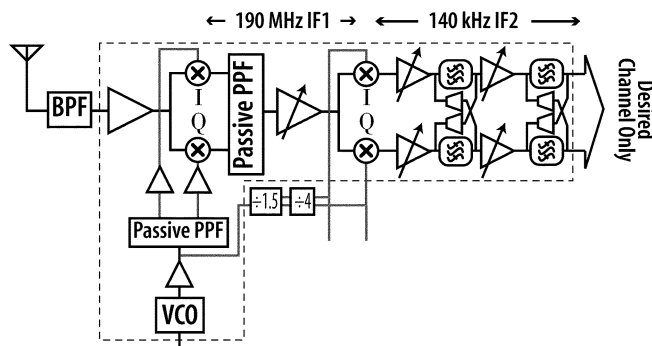 190 MHz IF1
140 kHz IF2
BPF
I
Q
Passive PPF
I
Q
Desired
Channel Only
÷1.5
÷4
Passive PPF
VCO